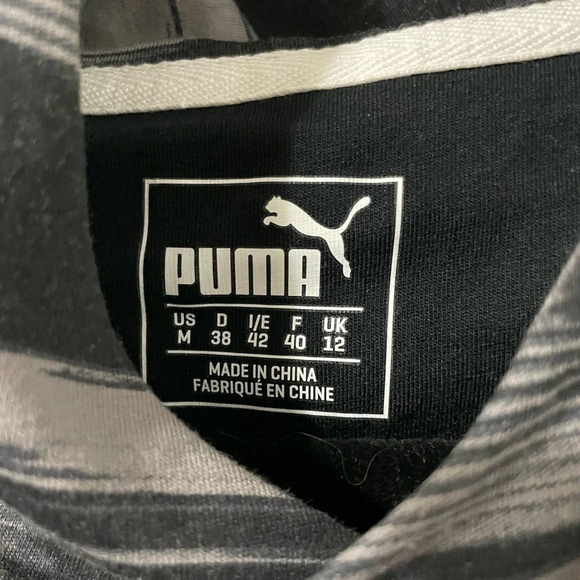 PUMA
US D I/E F UK
M 38 42 40 12
MADE IN CHINA
FABRIQUÉ EN CHINE